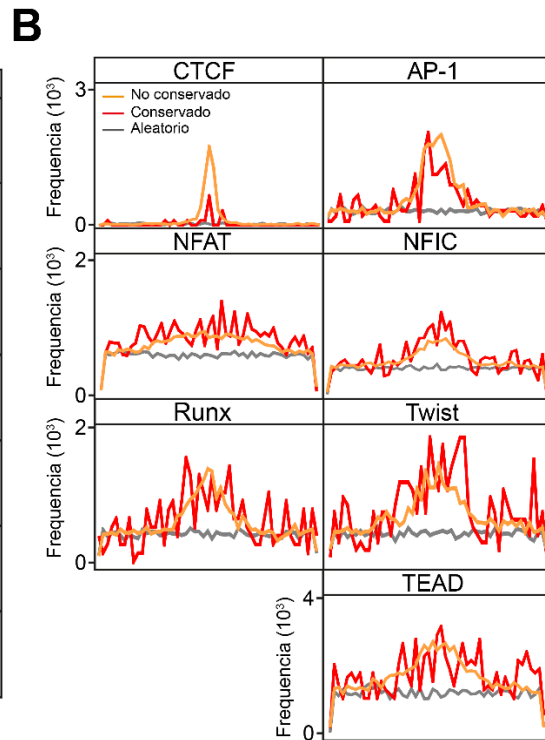 B
CTCF
AP-1
3
No conservado
Conservado
Aleatorio
Frequencia (10³)
0
NFAT
NFIC
2
Frequencia (10³)
0
Runx
Twist
2
Frequencia (10³)
0
TEAD
4
Frequencia (10³)
0